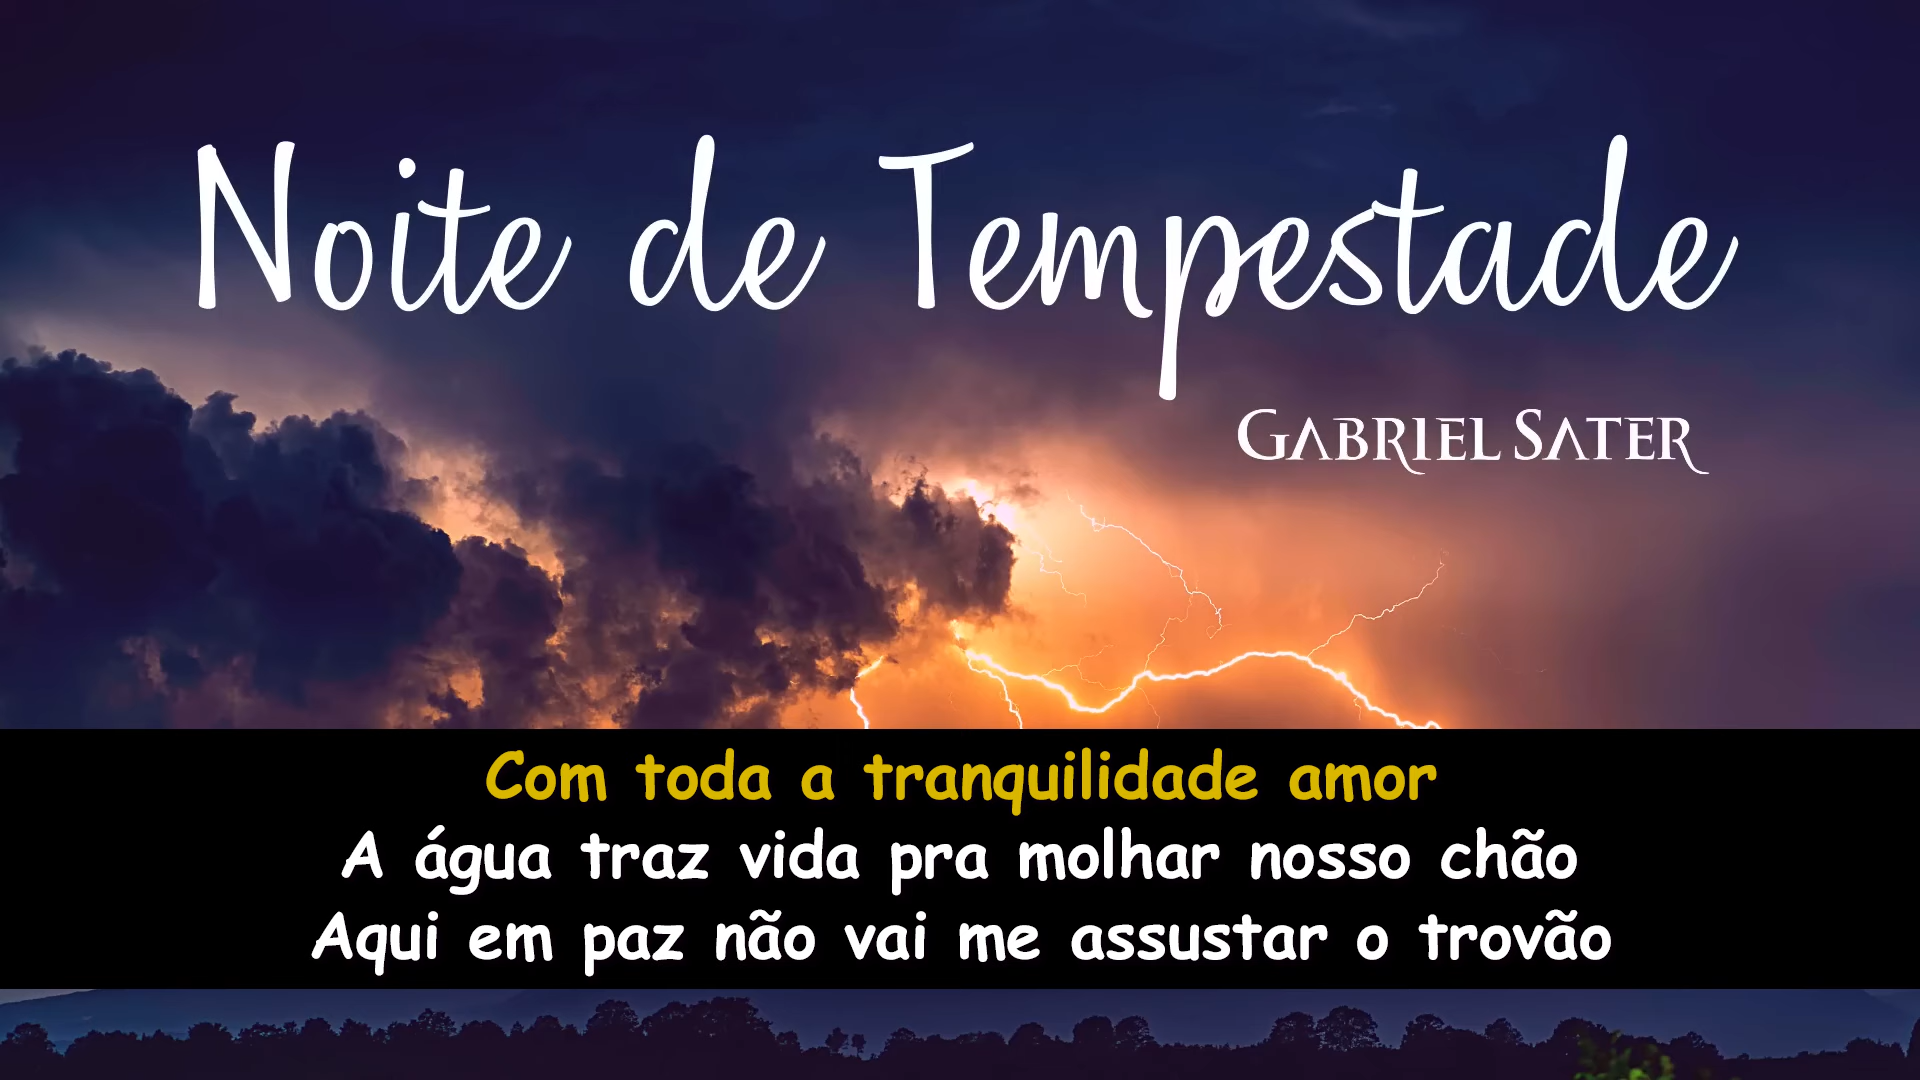 Noite de Tempestade
GABRIEL SATER
Com toda a tranquilidade amor
A água traz vida pra molhar nosso chão
Aqui em paz não vai me assustar o trovão